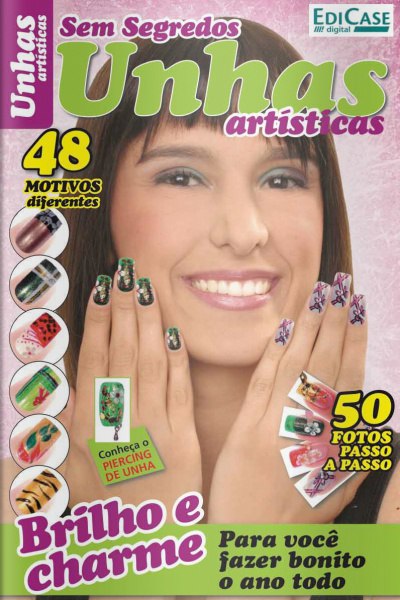 Unhas
artísticas
EDICASE
digital
Sem Segredos
Unhas
artísticas
48
MOTIVOS
diferentes
Conheça o
PIERCING
DE UNHA
50
FOTOS
PASSO
A PASSO
Brilho e
charme
Para você
fazer bonito
o ano todo